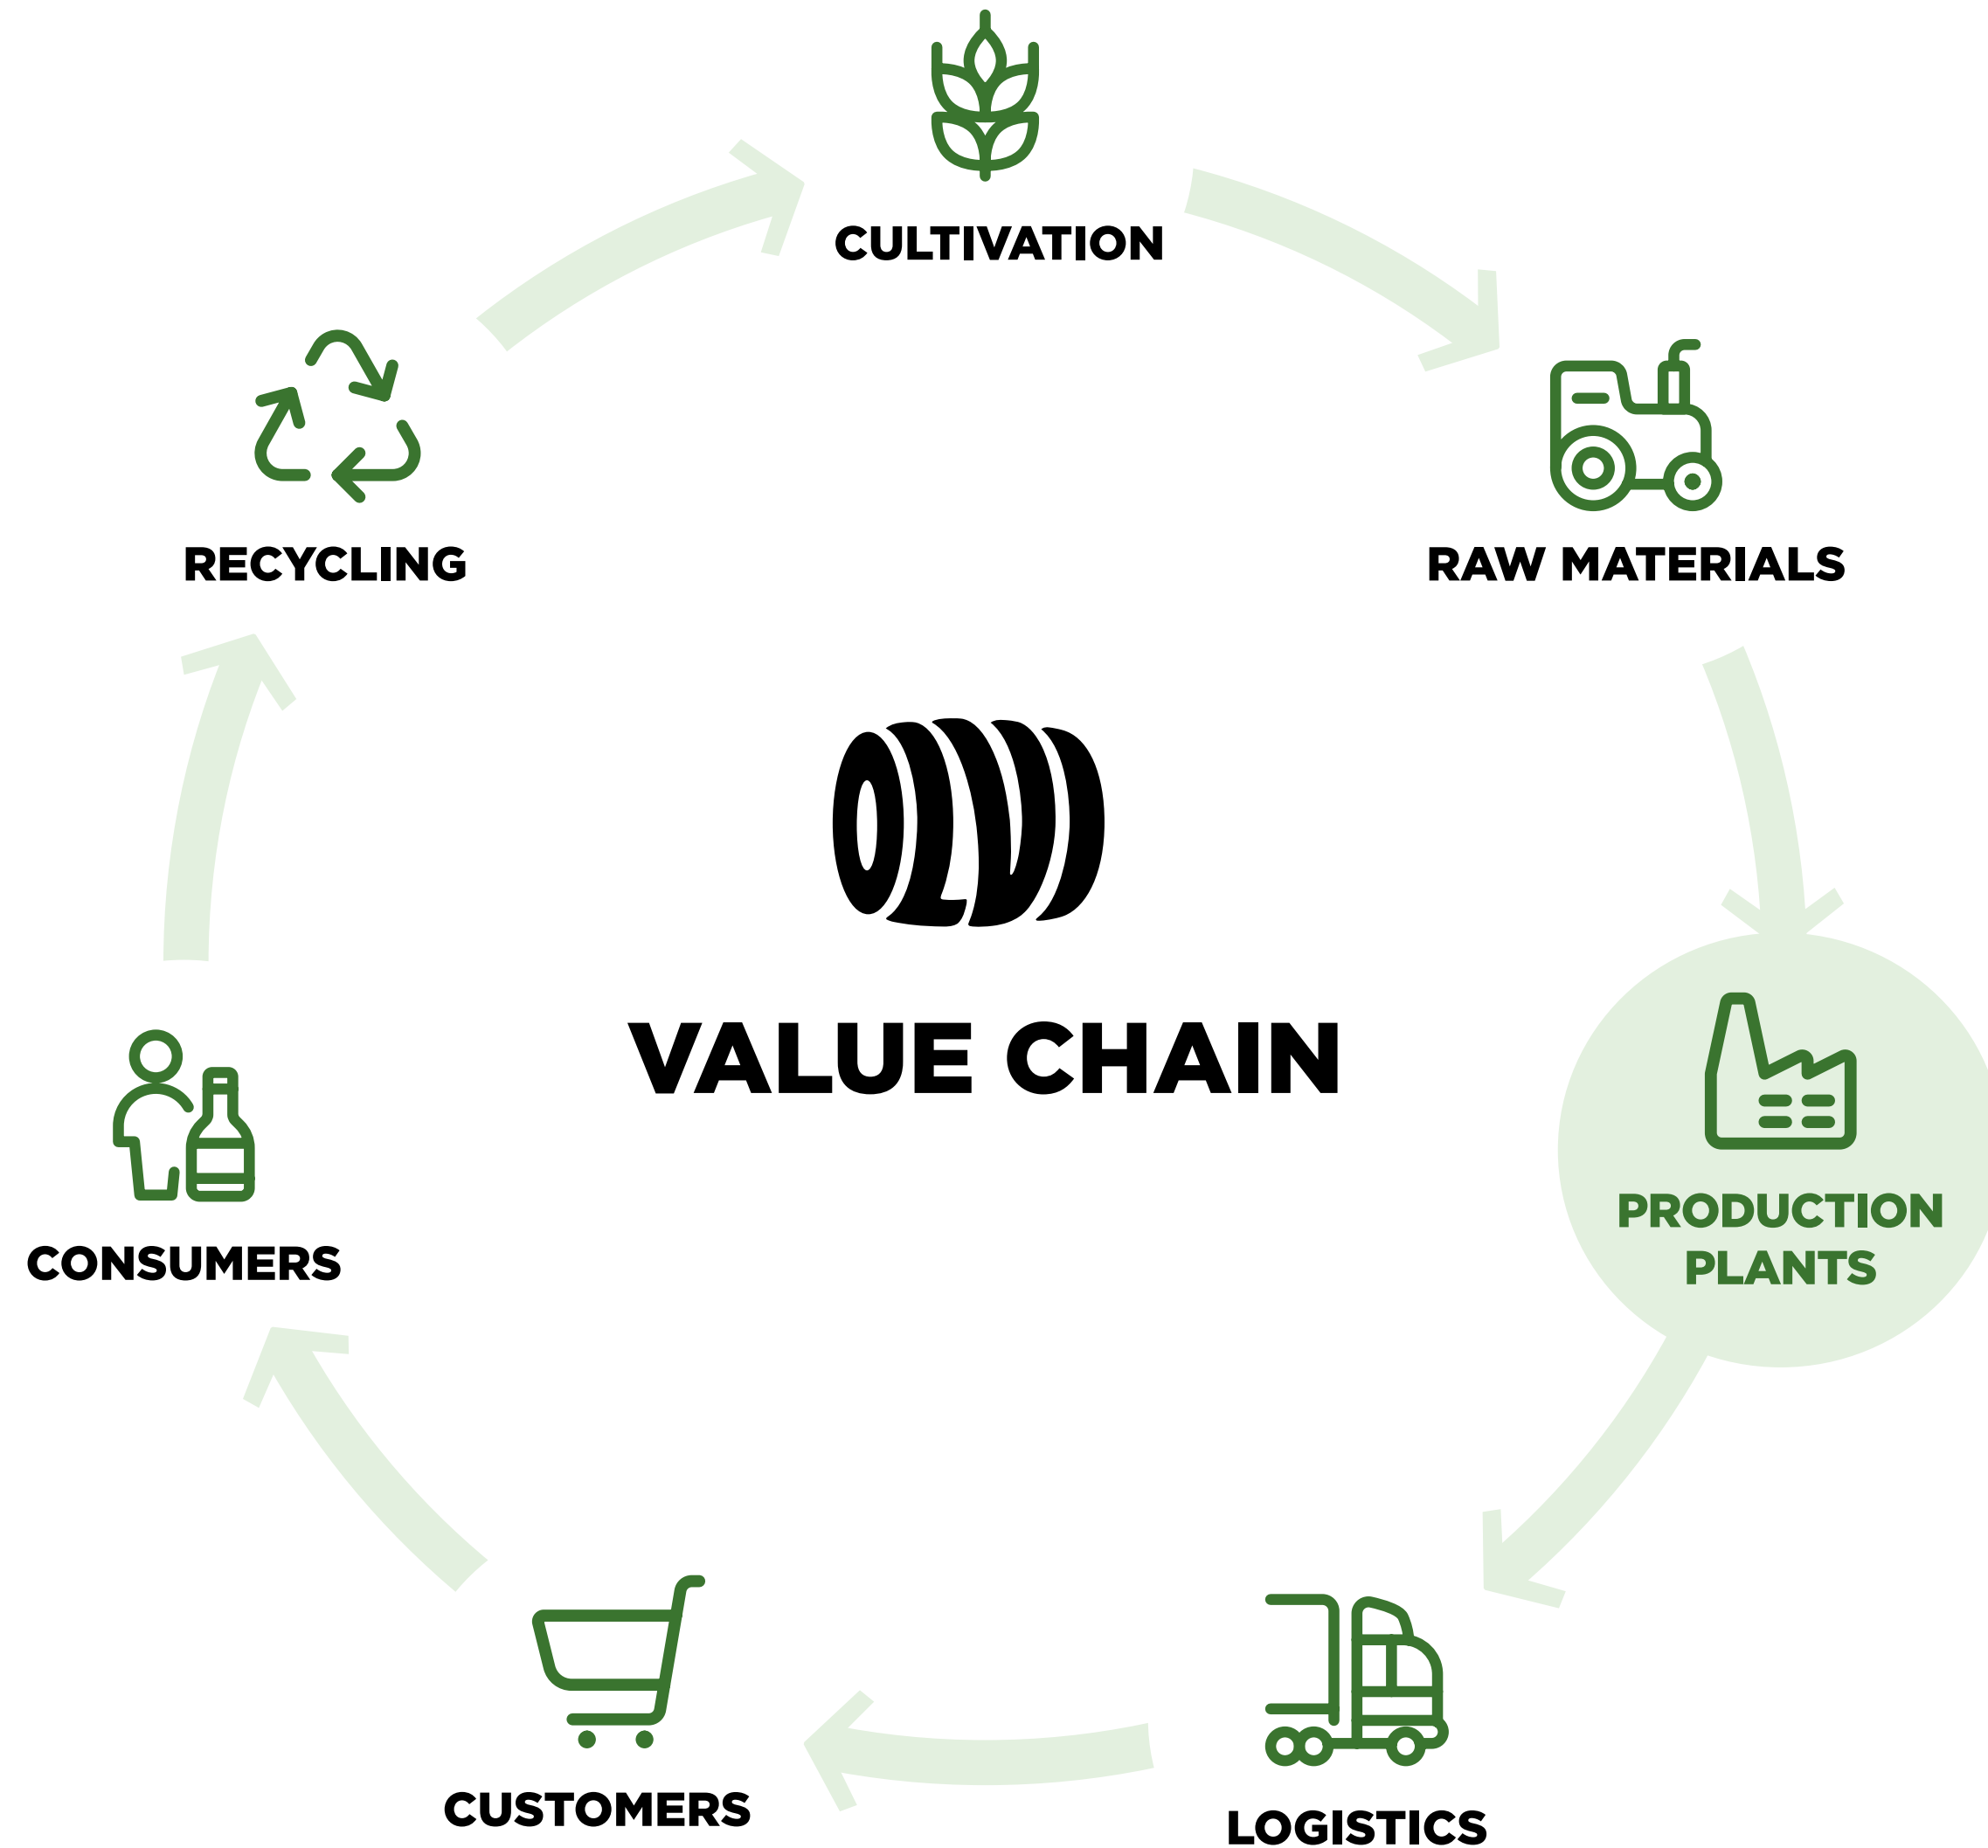 CULTIVATION
RECYCLING
RAW MATERIALS
VALUE CHAIN
PRODUCTION
PLANTS
CONSUMERS
CUSTOMERS
LOGISTICS